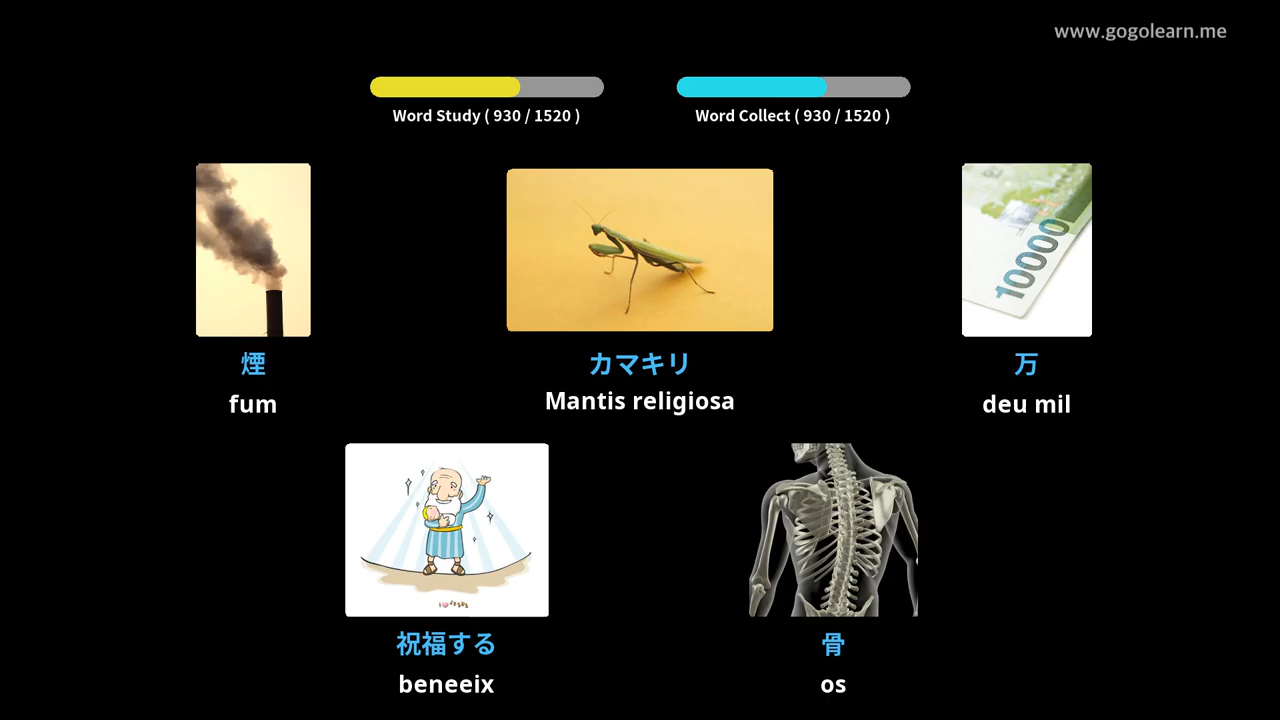 www.gogolearn.me
Word Study ( 930 / 1520 )
Word Collect ( 930 / 1520 )
10000
煙
fum
カマキリ
Mantis religiosa
万
deu mil
I ❤ JESUS
祝福する
beneeix
骨
os